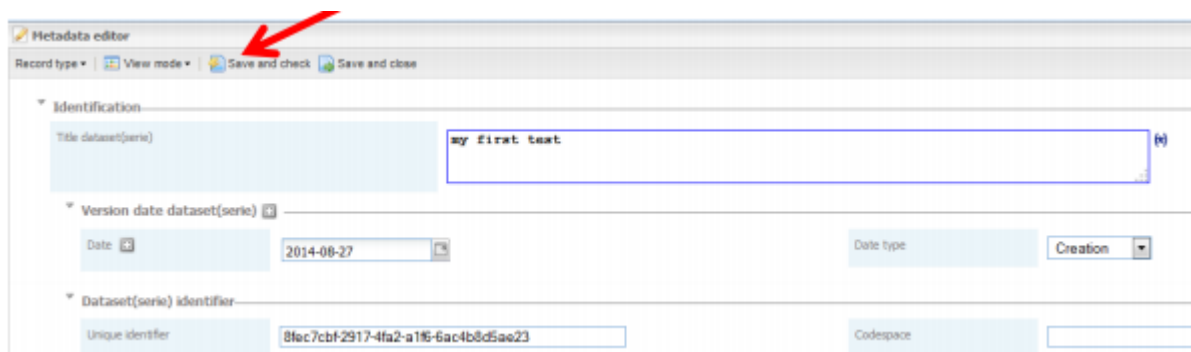 Metadata editor
Record type View mode Save and check Save and close
Identification
Title dataset(serie) my first test {x}
Version date dataset(serie)
Date 2014-08-27 Date type Creation
Dataset(serie) identifier
Unique identifier 8fec7cbf-2917-4fa2-a1f6-6ac4b8d5ae23 Codespace